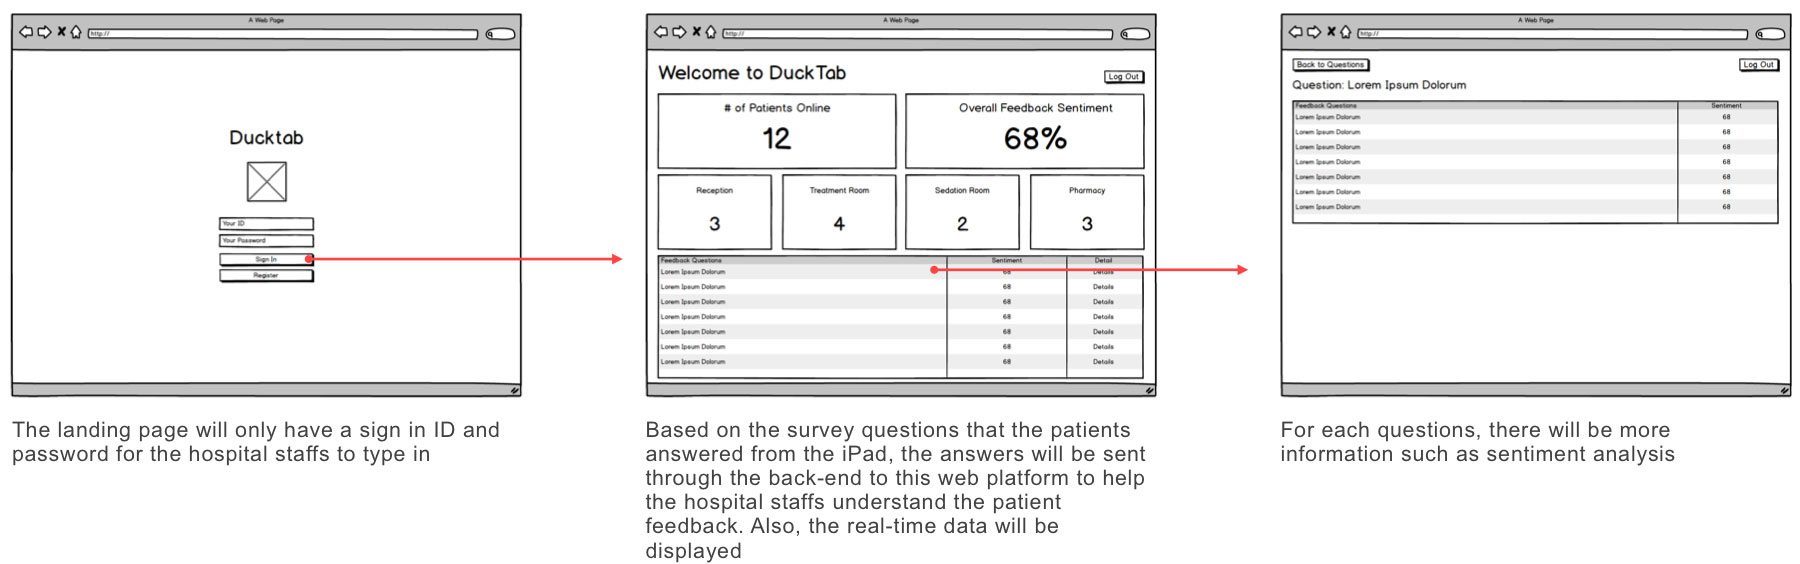 A Web Page
http://
Ducktab
Your ID
Your Password
Sign In
Register
The landing page will only have a sign in ID and
password for the hospital staffs to type in
A Web Page
http://
Welcome to DuckTab
Log Out
# of Patients Online
12
Overall Feedback Sentiment
68%
Reception
3
Treatment Room
4
Sedation Room
2
Pharmacy
3
Feedback Questions Sentiment Detail
Lorem Ipsum Dolorum 68 Details
Lorem Ipsum Dolorum 68 Details
Lorem Ipsum Dolorum 68 Details
Lorem Ipsum Dolorum 68 Details
Lorem Ipsum Dolorum 68 Details
Lorem Ipsum Dolorum 68 Details
Lorem Ipsum Dolorum 68 Details
Based on the survey questions that the patients
answered from the iPad, the answers will be sent
through the back-end to this web platform to help
the hospital staffs understand the patient
feedback. Also, the real-time data will be
displayed
A Web Page
http://
Back to Questions
Log Out
Question: Lorem Ipsum Dolorum
Feedback Questions Sentiment
Lorem Ipsum Dolorum 68
Lorem Ipsum Dolorum 68
Lorem Ipsum Dolorum 68
Lorem Ipsum Dolorum 68
Lorem Ipsum Dolorum 68
Lorem Ipsum Dolorum 68
Lorem Ipsum Dolorum 68
For each questions, there will be more
information such as sentiment analysis